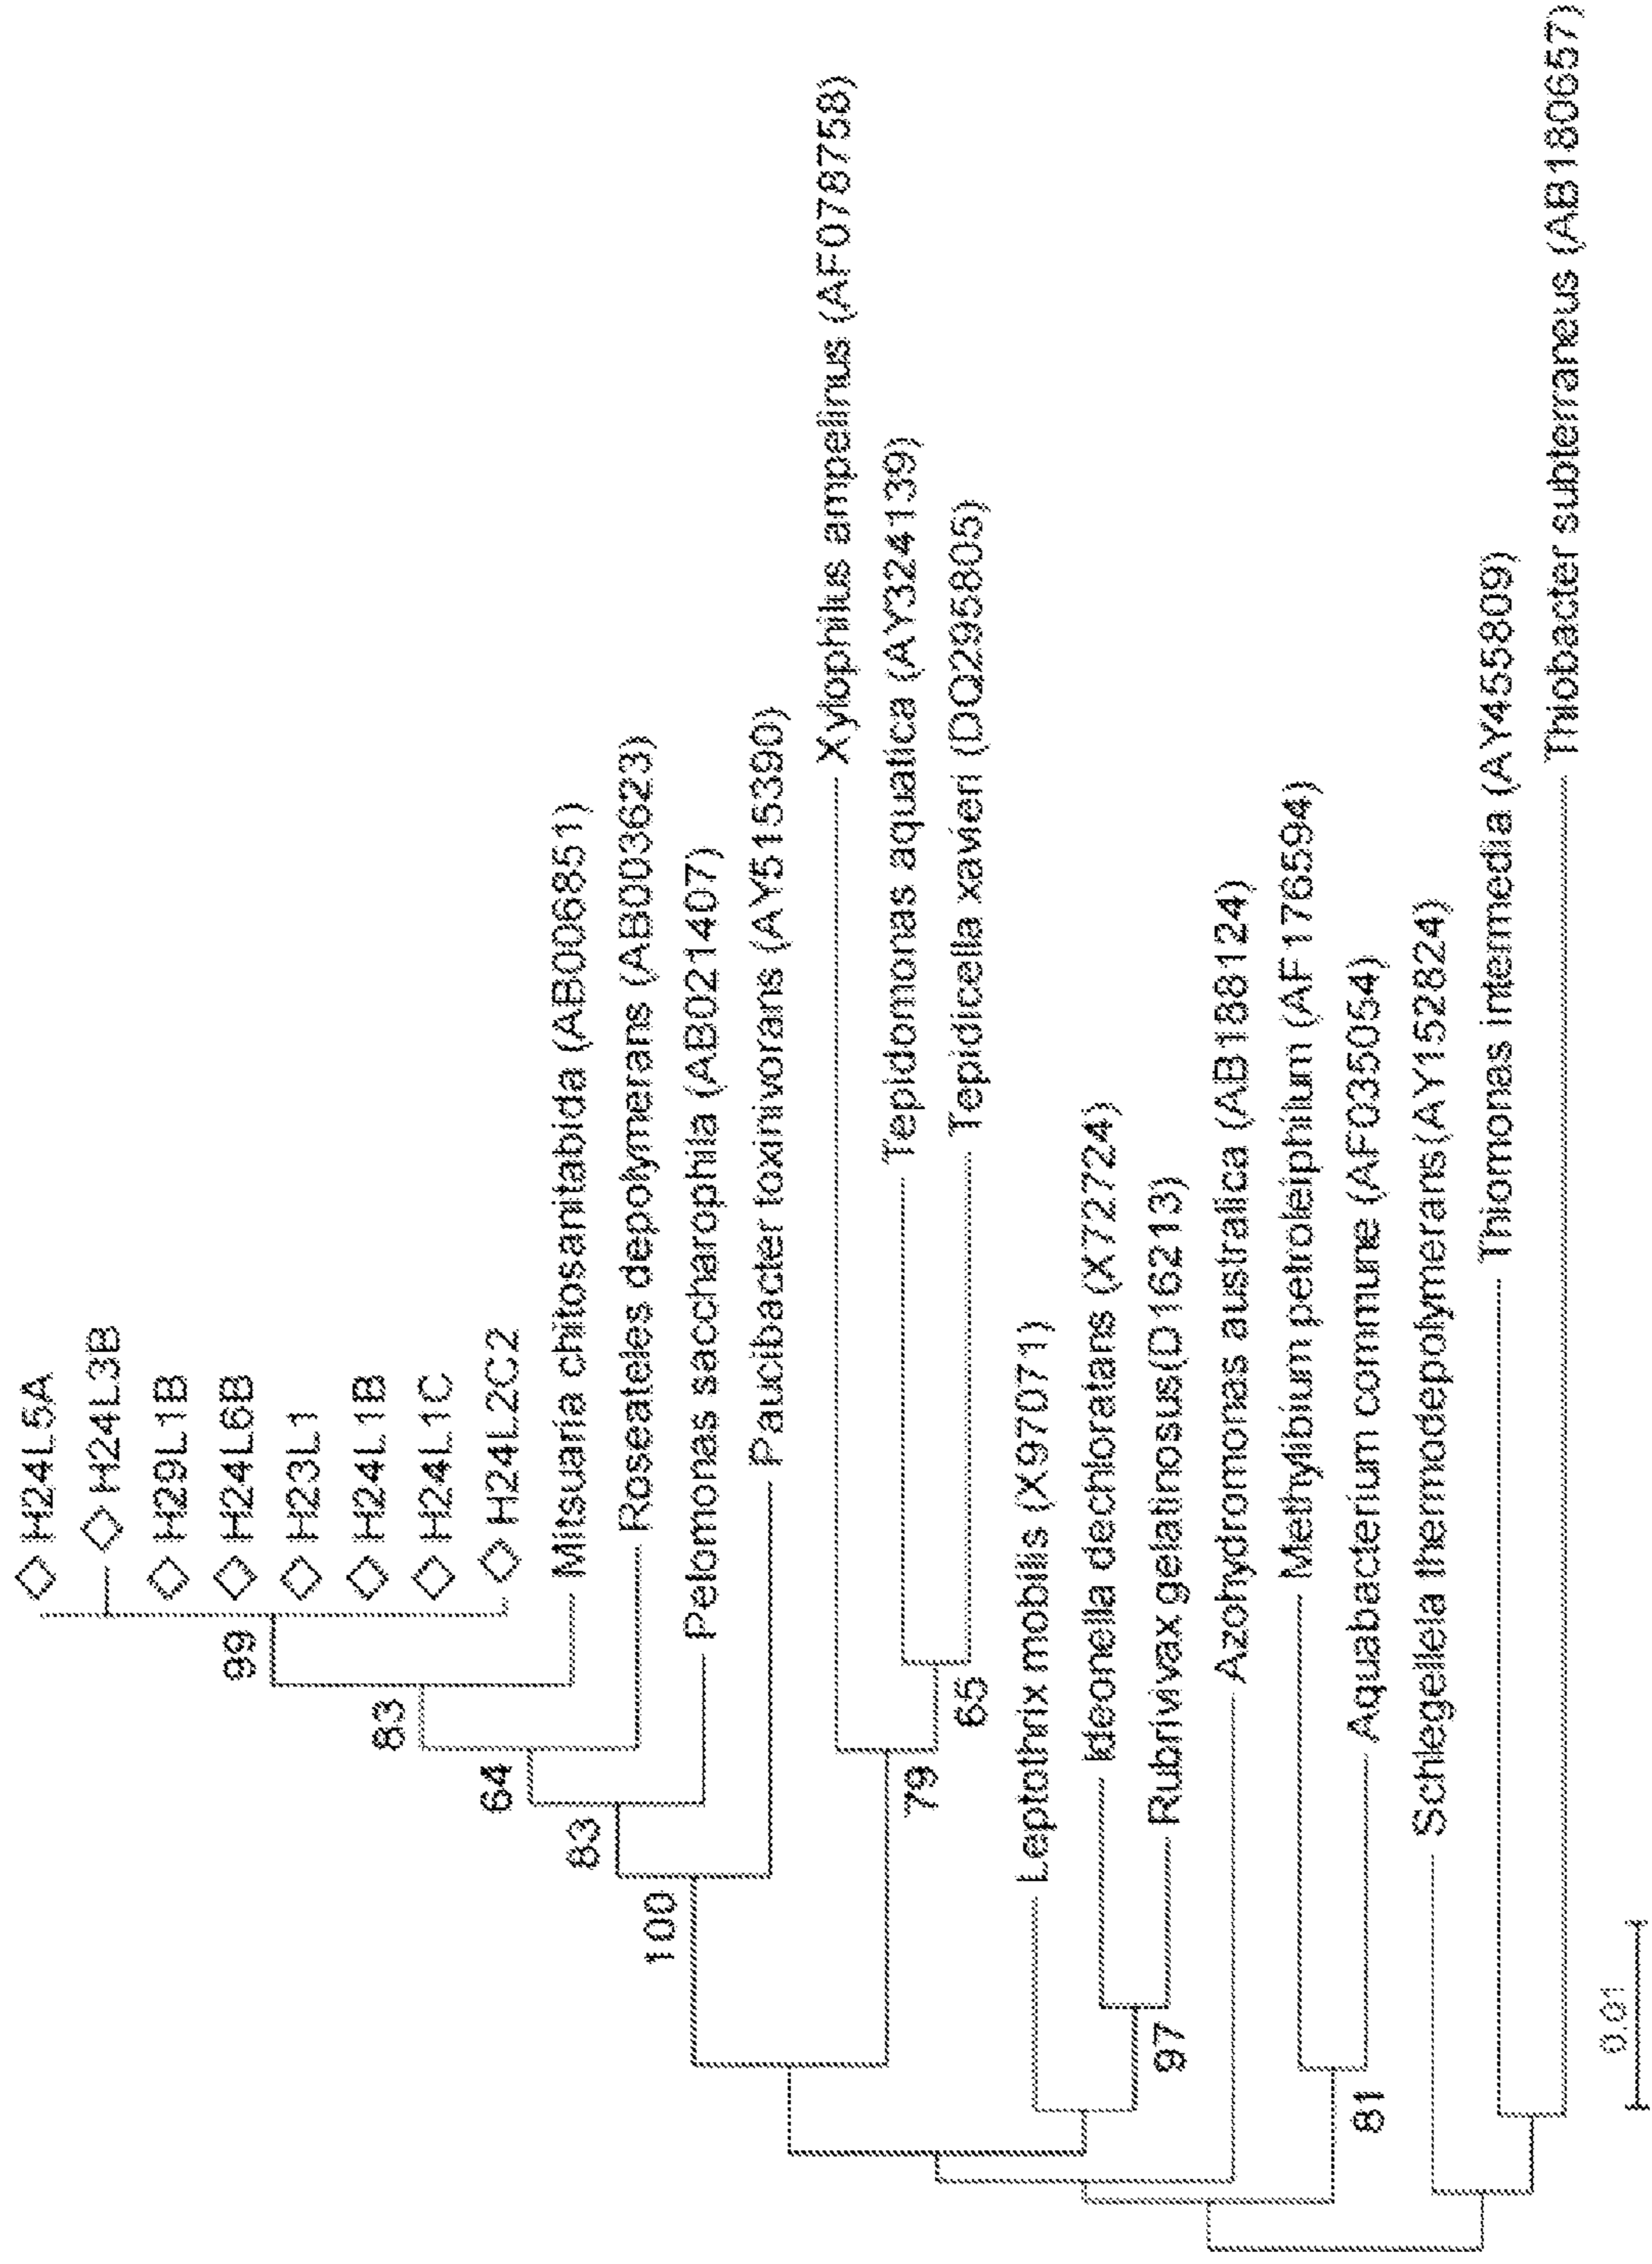 ◇ H24L5A
◇ H24L3B
◇ H29L1B
◇ H24L6B
◇ H23L1
◇ H24L1B
◇ H24L1C
◇ H24L2C2
Mitsuaria chitosanitabida (AB006851)
Roseateles depolymerans (AB003623)
Pelomonas saccharophila (AB021407)
Paucibacter toxinivorans (AY515390)
Xylophilus ampelinus (AF078758)
Tepidomonas aquatica (AY324139)
Tepidicella xavieri (DQ295805)
Leptothrix mobilis (X97071)
Ideonella dechloratans (X72724)
Rubrivivax gelatinosus(D16213)
Azohydromonas australica (AB188124)
Methylibium petroleiphilum (AF176594)
Aquabacterium commune (AF035054)
Schlegelella thermodepolymerans(AY152824)
Thiomonas intermedia (AY455809)
Thiobacter subterraneus (AB180657)
99
83
64
83
100
79
65
97
81
0.01